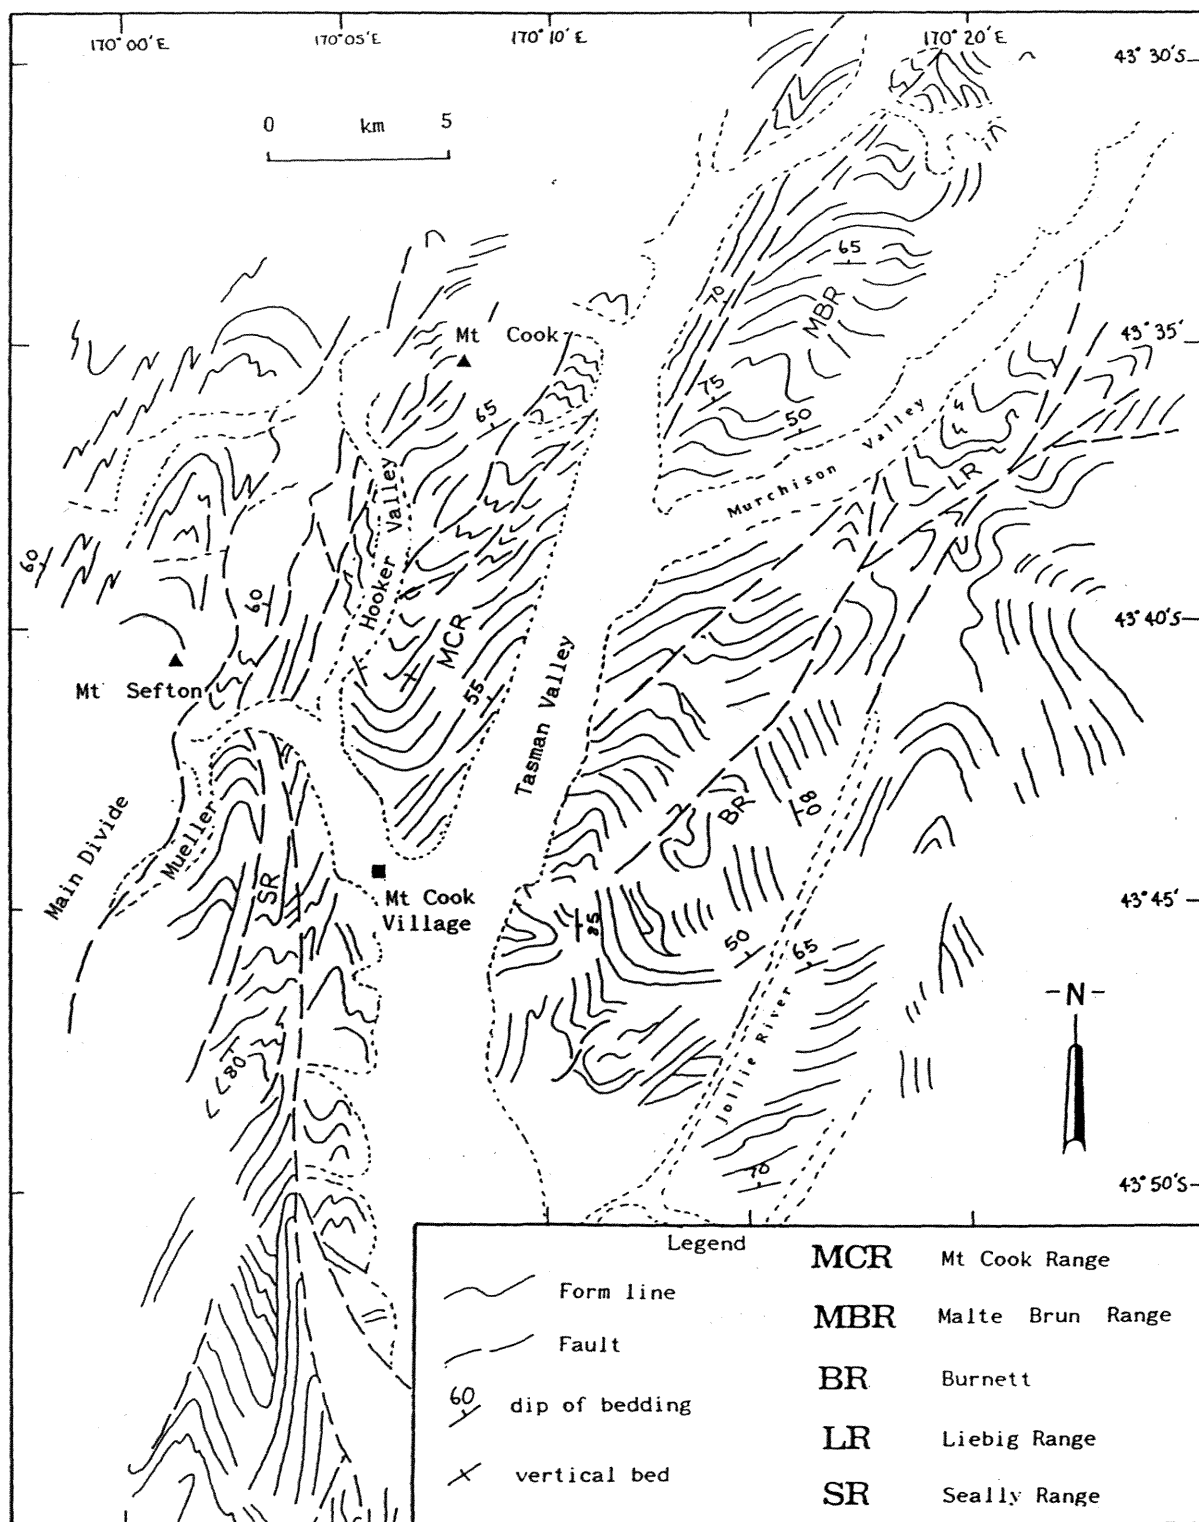 170° 00'E
170° 05'E
170° 10'E
170° 20'E
43° 30'S
0 km 5
65
70
MBR
Mt Cook
43° 35'S
75
50
65
Murchison Valley
LR
Hooker Valley
60
60
MCR
43° 40'S
55
Mt Sefton
Tasman Valley
80
BR
Main Divide
Mueller
SR
Mt Cook
Village
43° 45'S
85
50
65
N
Jollie River
80
70
43° 50'S
Legend
Form line
Fault
60 dip of bedding
vertical bed
MCR Mt Cook Range
MBR Malte Brun Range
BR Burnett
LR Liebig Range
SR Seally Range